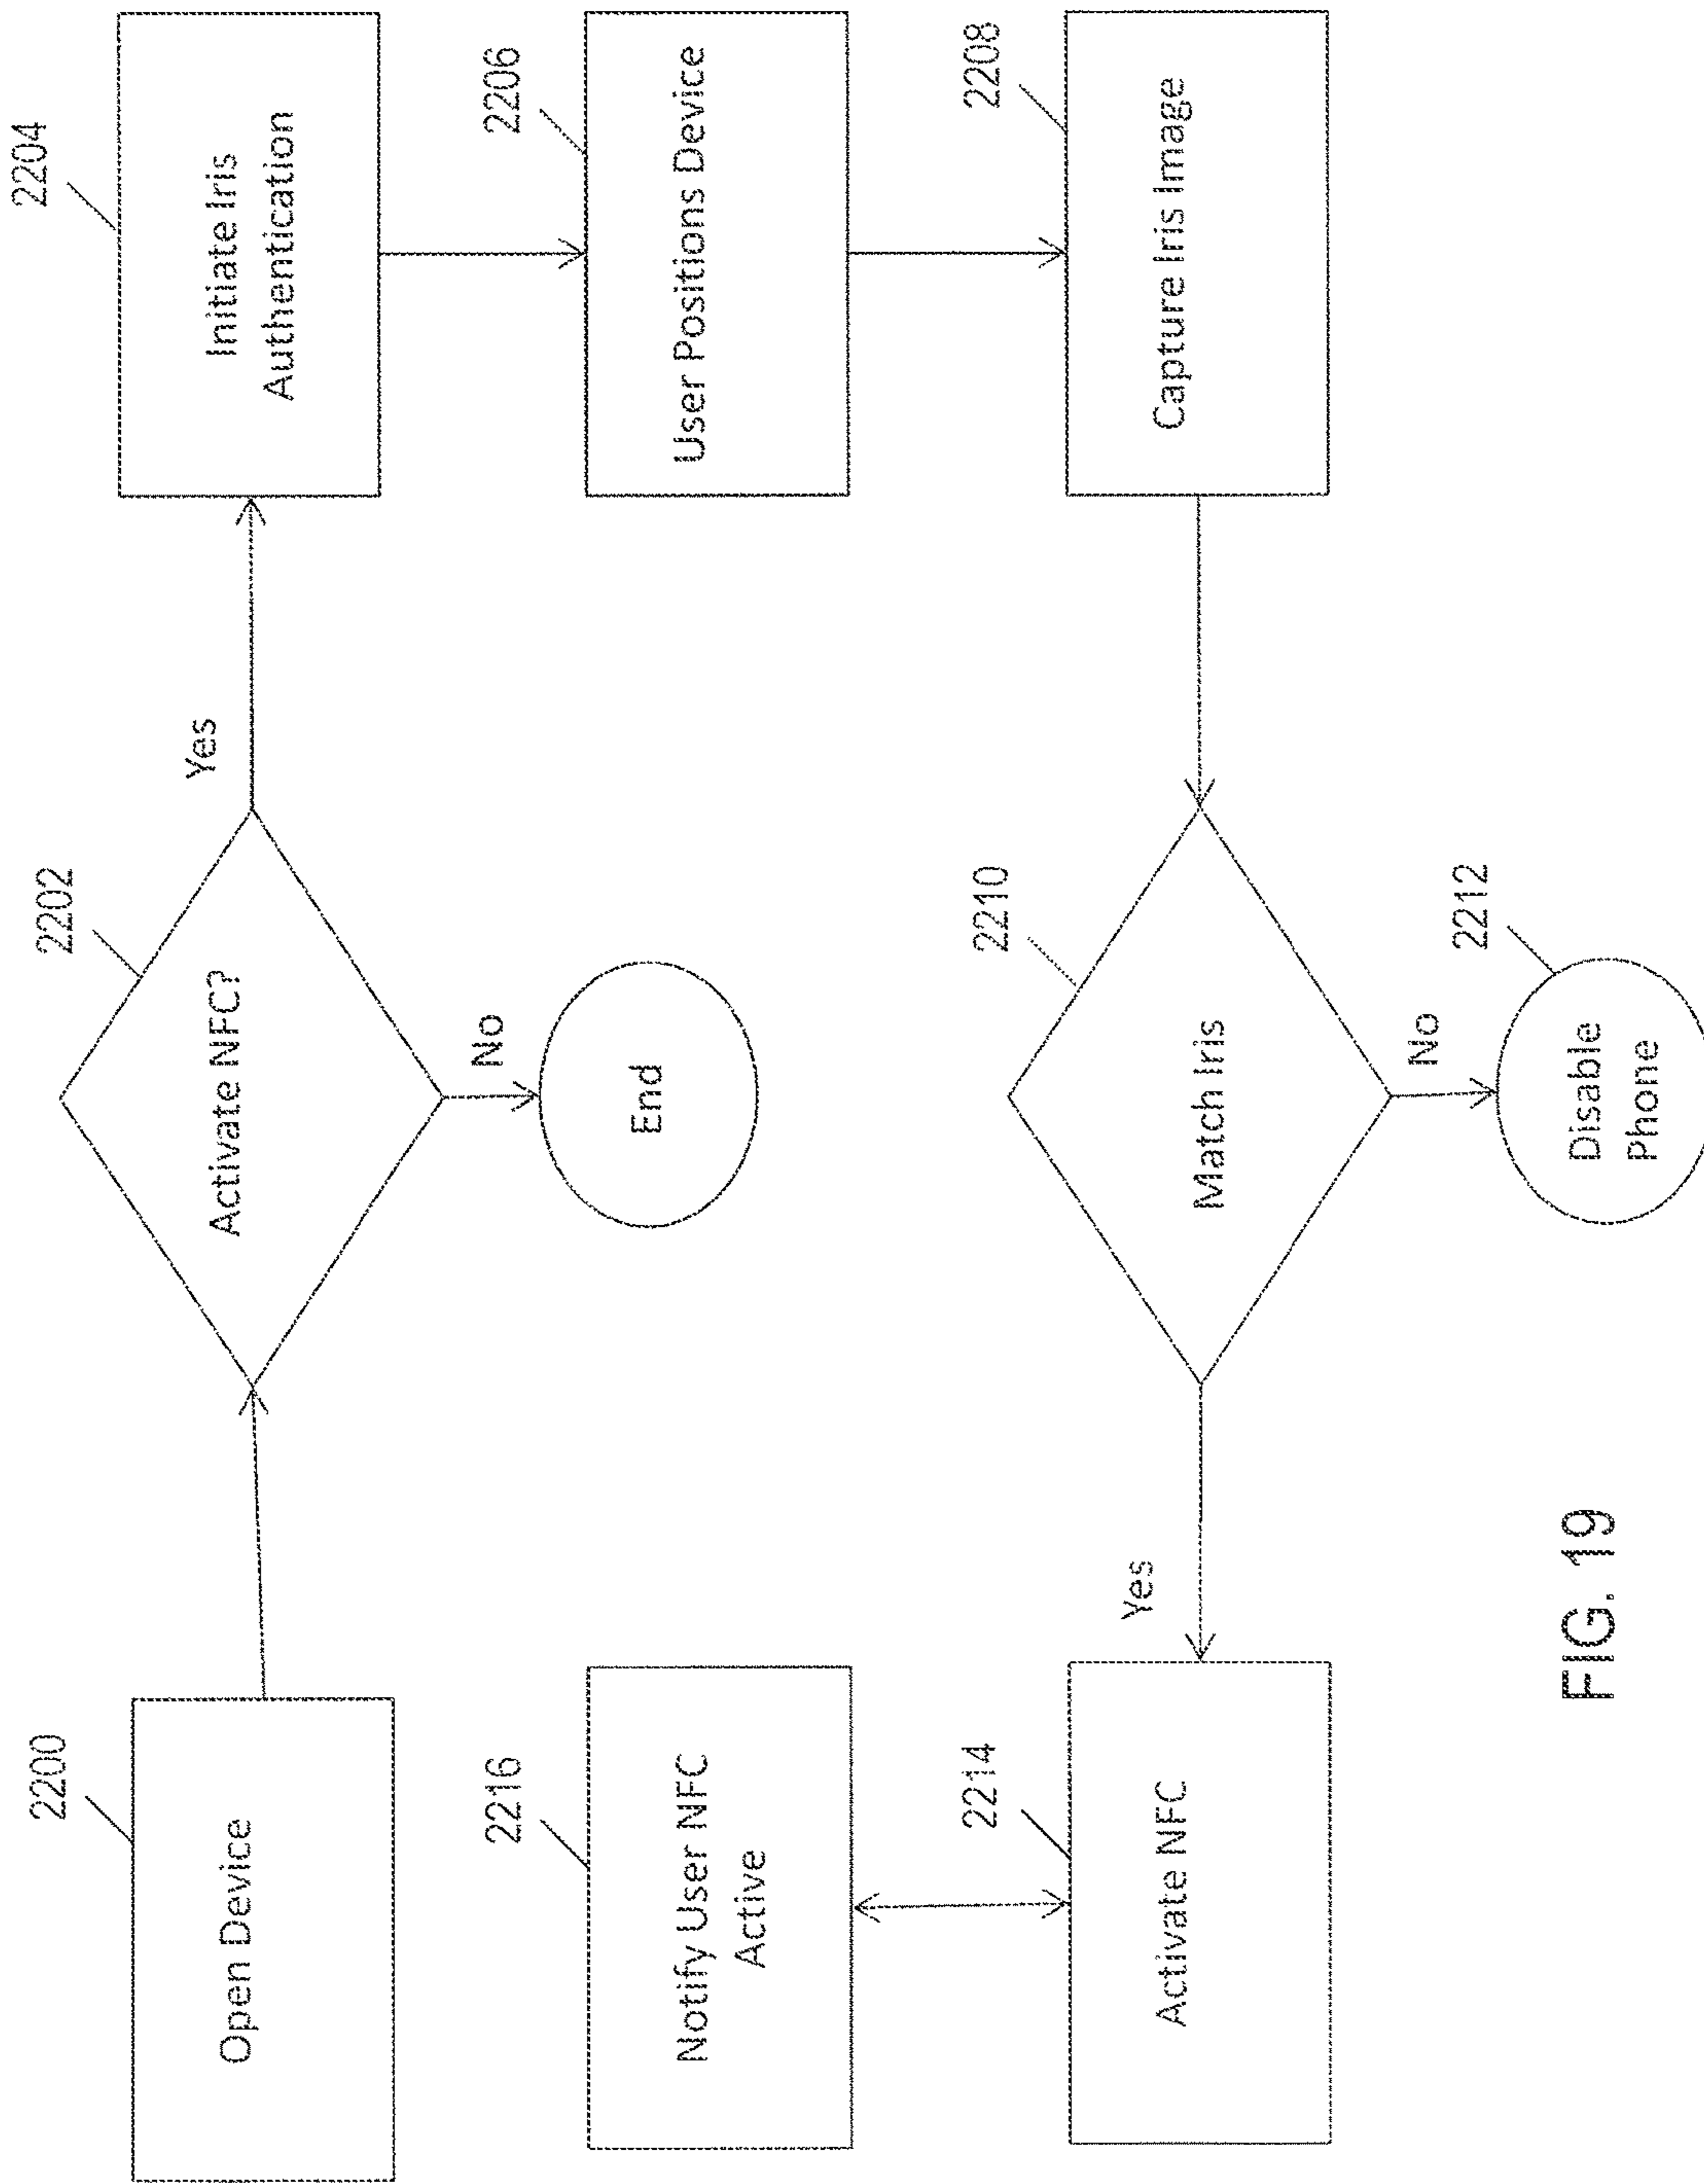 2200
Open Device
2202
Activate NFC?
Yes
No
End
2204
Initiate Iris
Authentication
2206
User Positions Device
2208
Capture Iris Image
2210
Match Iris
No
2212
Disable
Phone
Yes
2214
Activate NFC
2216
Notify User NFC
Active
FIG. 19